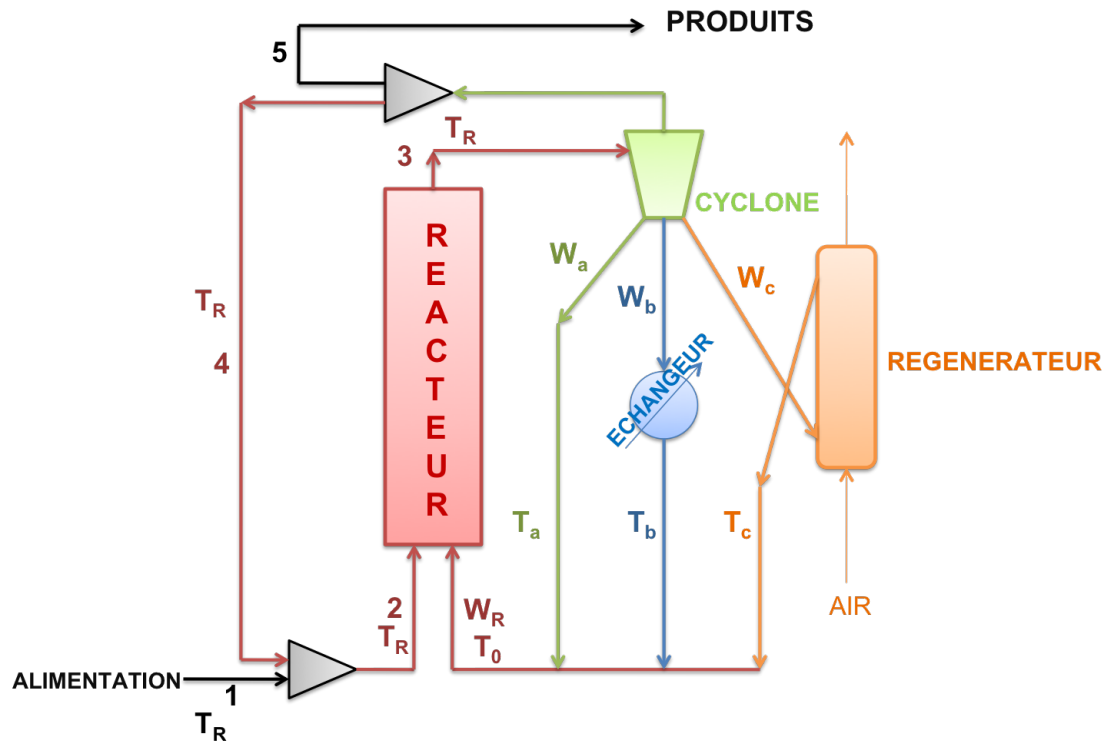 PRODUITS
5
T_R
3
CYCLONE
REACTEUR
W_a
W_b
W_c
T_R
4
ECHANGEUR
REGENERATEUR
T_a
T_b
T_c
AIR
2
T_R
W_R
T_0
ALIMENTATION
1
T_R